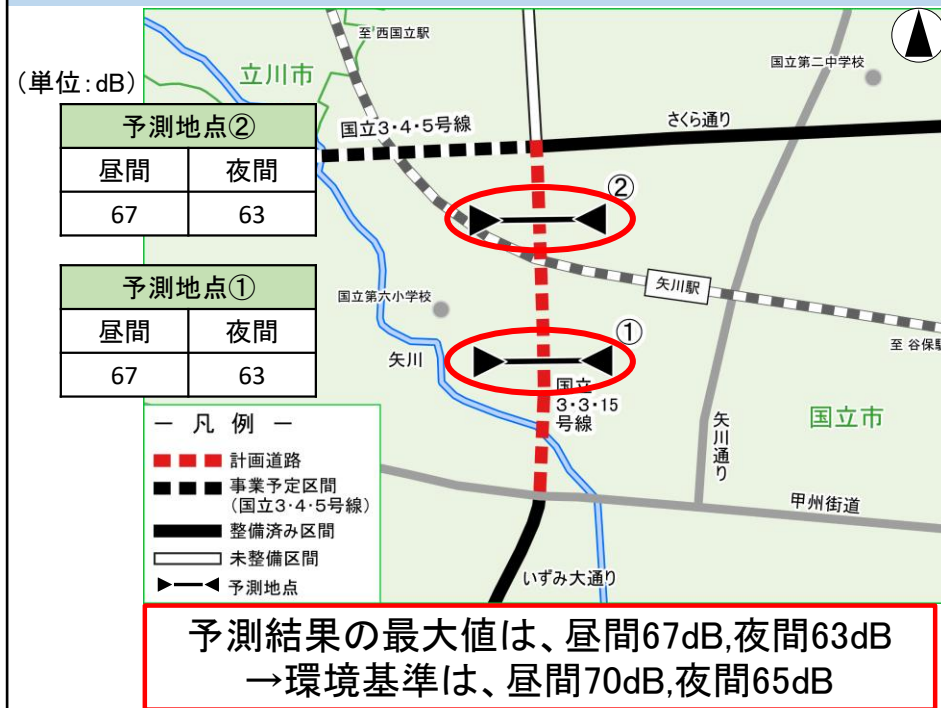 至 西国立駅
国立第二中学校
(単位:dB)
立川市
予測地点②
昼間 夜間
67 63
国立3・4・5号線
さくら通り
②
予測地点①
昼間 夜間
67 63
国立第六小学校
矢川駅
至 谷保駅
①
矢川
国立
3・3・15
号線
矢川通り
国立市
甲州街道
いずみ大通り
― 凡 例 ―
計画道路
事業予定区間
(国立3・4・5号線)
整備済み区間
未整備区間
予測地点
予測結果の最大値は、昼間67dB,夜間63dB
→環境基準は、昼間70dB,夜間65dB